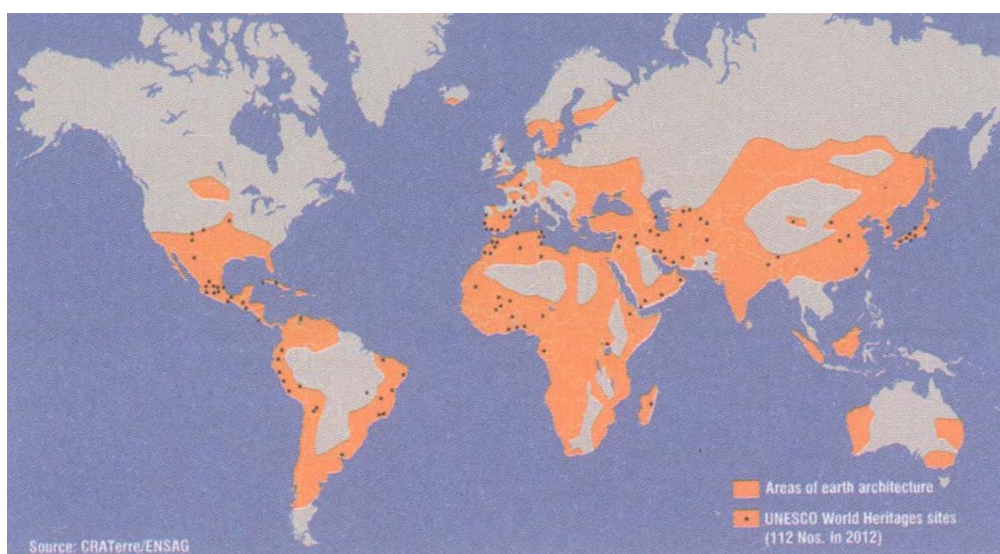 Areas of earth architecture
UNESCO World Heritages sites
(112 Nos. in 2012)
Source: CRATerre/ENSAG